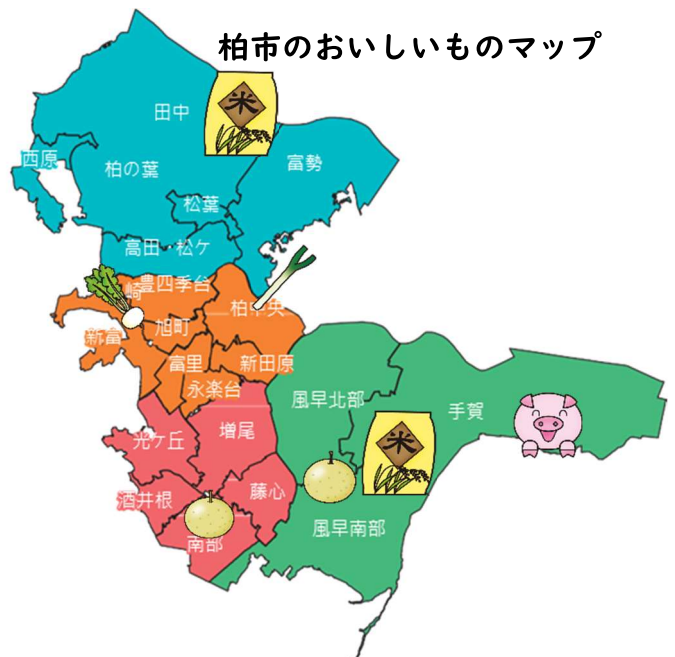 柏市のおいしいものマップ
米
田中
西原
柏の葉
富勢
松葉
高田・松ケ
崎
豊四季台
柏中央
旭町
新富
富里
新田原
永楽台
風早北部
手賀
米
増尾
光ケ丘
藤心
酒井根
風早南部
南部